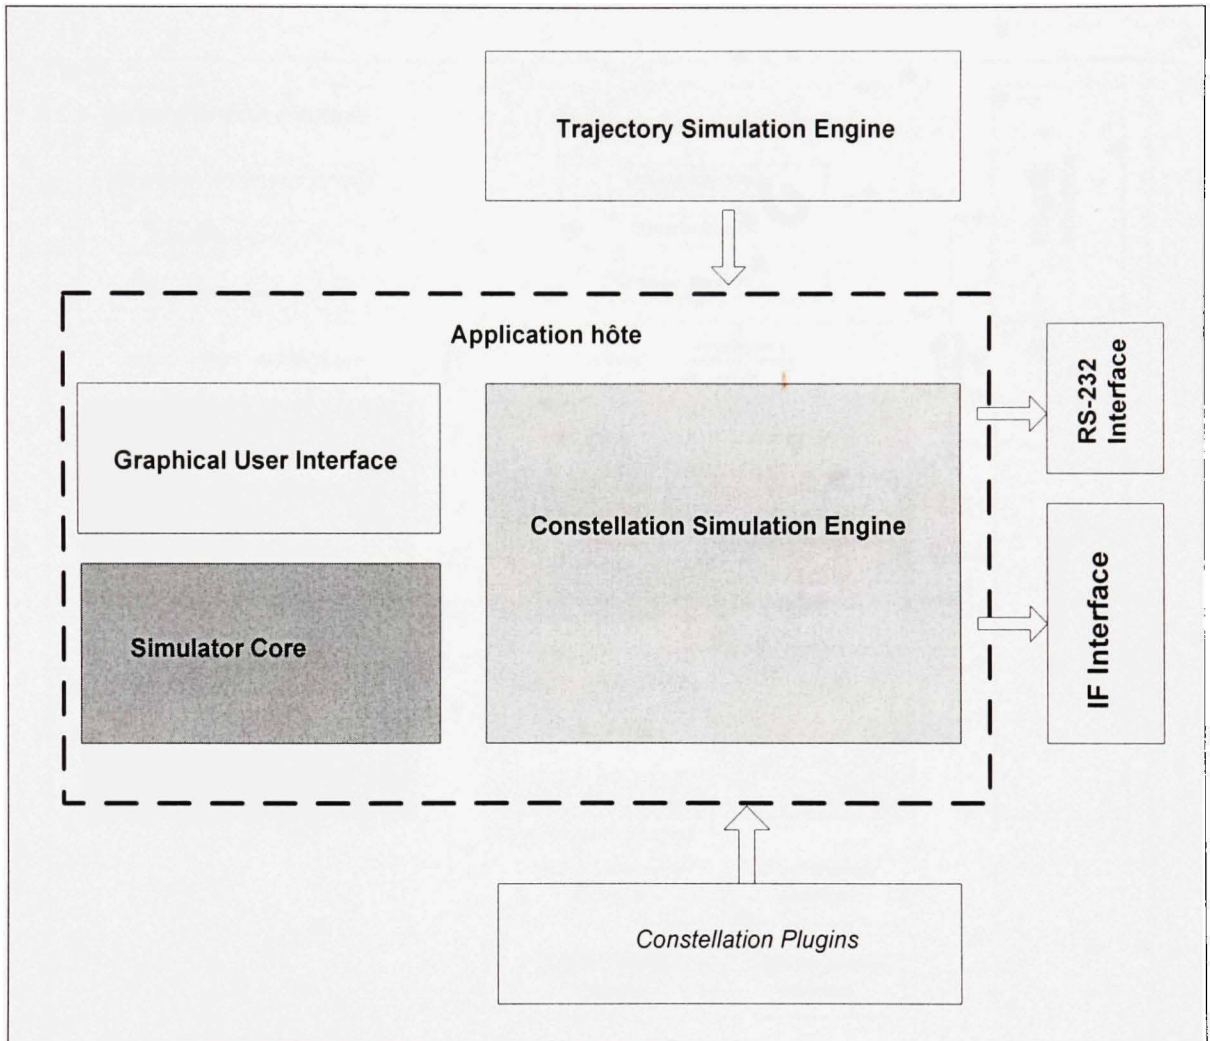 Trajectory Simulation Engine
Application hôte
Graphical User Interface
Constellation Simulation Engine
Simulator Core
RS-232
Interface
IF Interface
Constellation Plugins